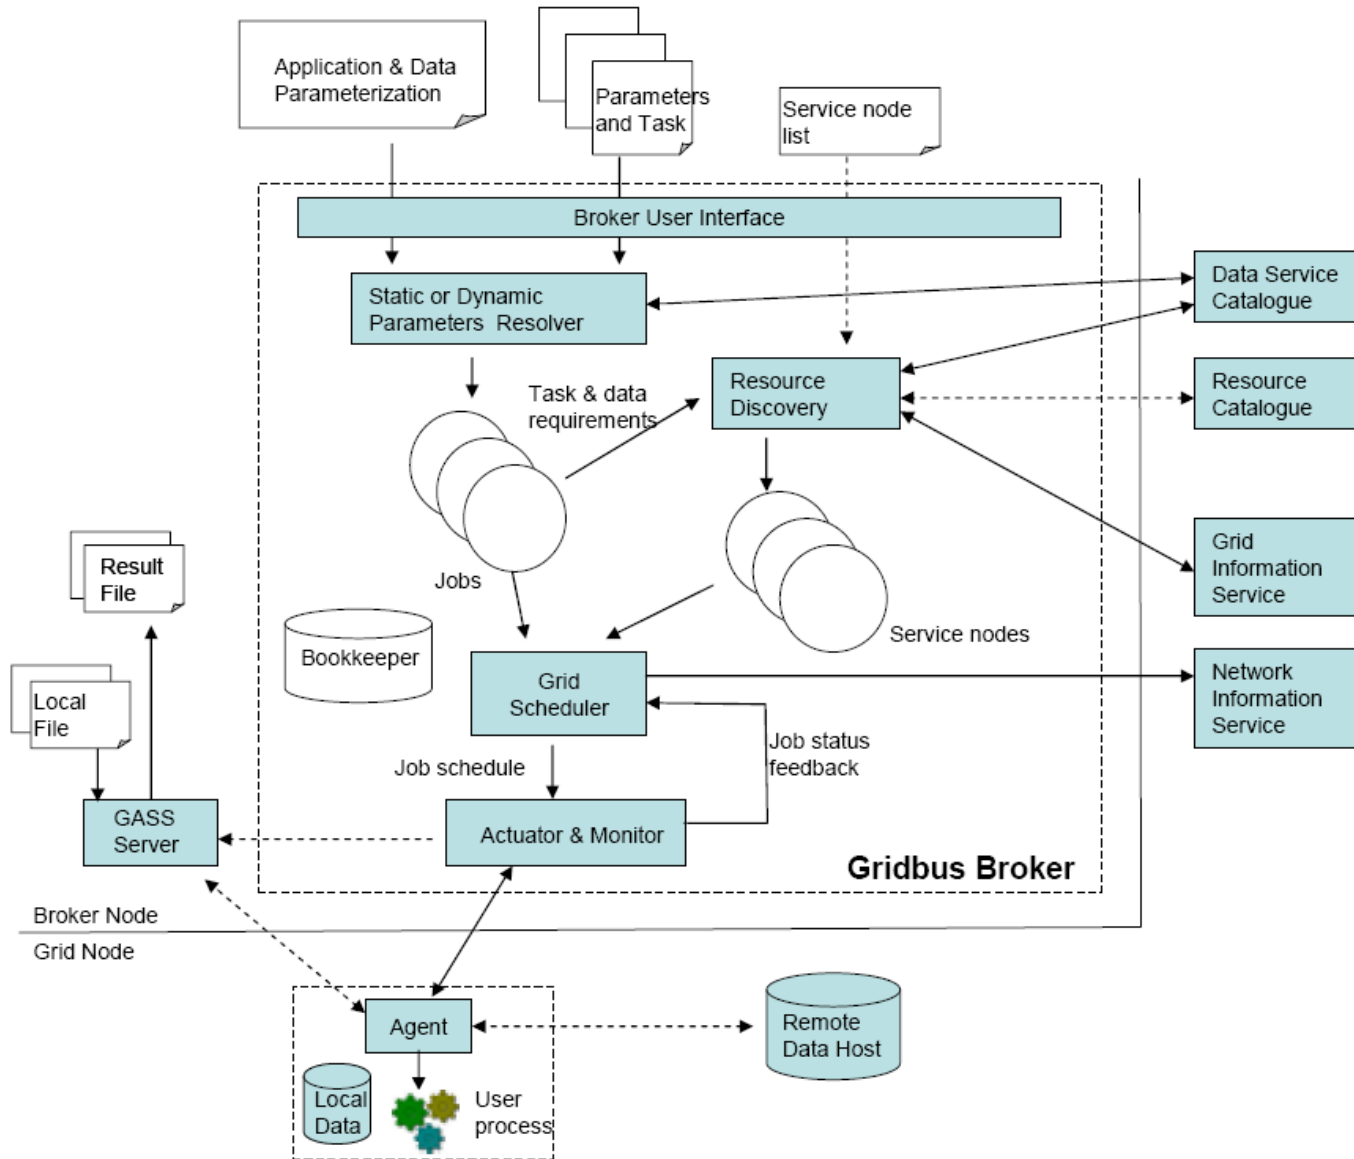 Application & Data
Parameterization
Parameters
and Task
Service node
list
Broker User Interface
Static or Dynamic
Parameters Resolver
Data Service
Catalogue
Task & data
requirements
Resource
Discovery
Resource
Catalogue
Jobs
Service nodes
Grid
Information
Service
Result
File
Bookkeeper
Local
File
Grid
Scheduler
Network
Information
Service
Job schedule
Job status
feedback
GASS
Server
Actuator & Monitor
Gridbus Broker
Broker Node
Grid Node
Agent
Remote
Data Host
Local
Data
User
process